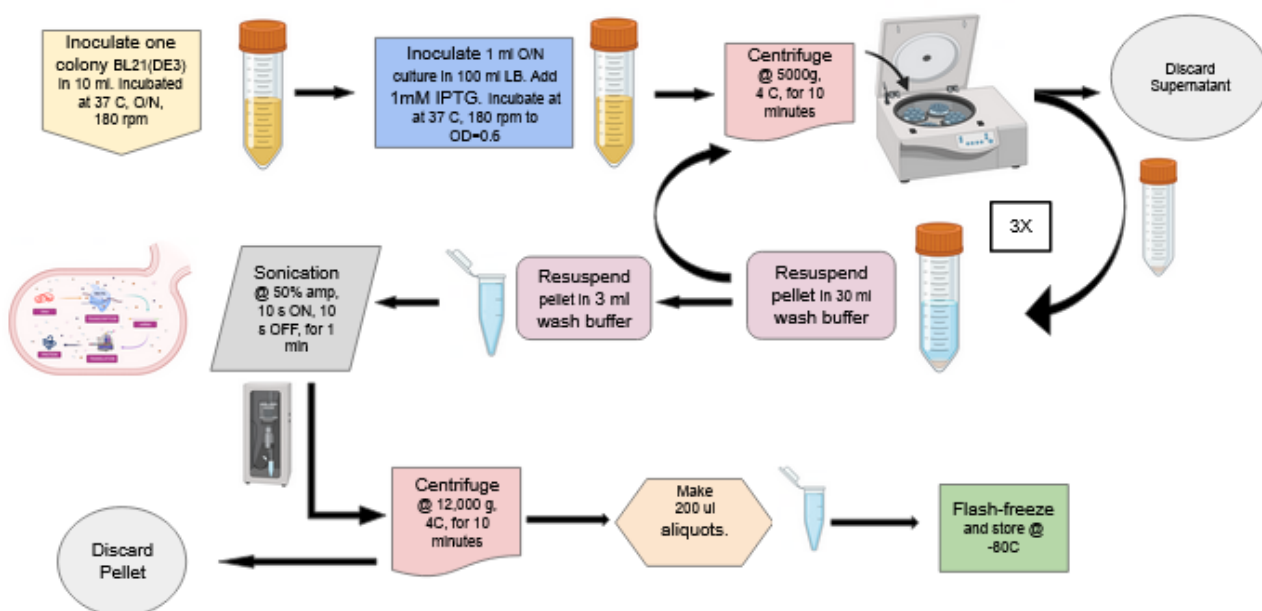 Inoculate one
colony BL21(DE3)
in 10 ml. Incubated
at 37 C, O/N,
180 rpm
Inoculate 1 ml O/N
culture in 100 ml LB. Add
1mM IPTG. Incubate at
at 37 C, 180 rpm to
OD=0.6
Centrifuge
@ 5000g,
4 C, for 10
minutes
Discard
Supernatant
3X
Resuspend
pellet in 30 ml
wash buffer
Resuspend
pellet in 3 ml
wash buffer
Sonication
@ 50% amp,
10 s ON, 10
s OFF, for 1
min
Centrifuge
@ 12,000 g,
4C, for 10
minutes
Discard
Pellet
Make
200 ul
aliquots.
Flash-freeze
and store @
-80C